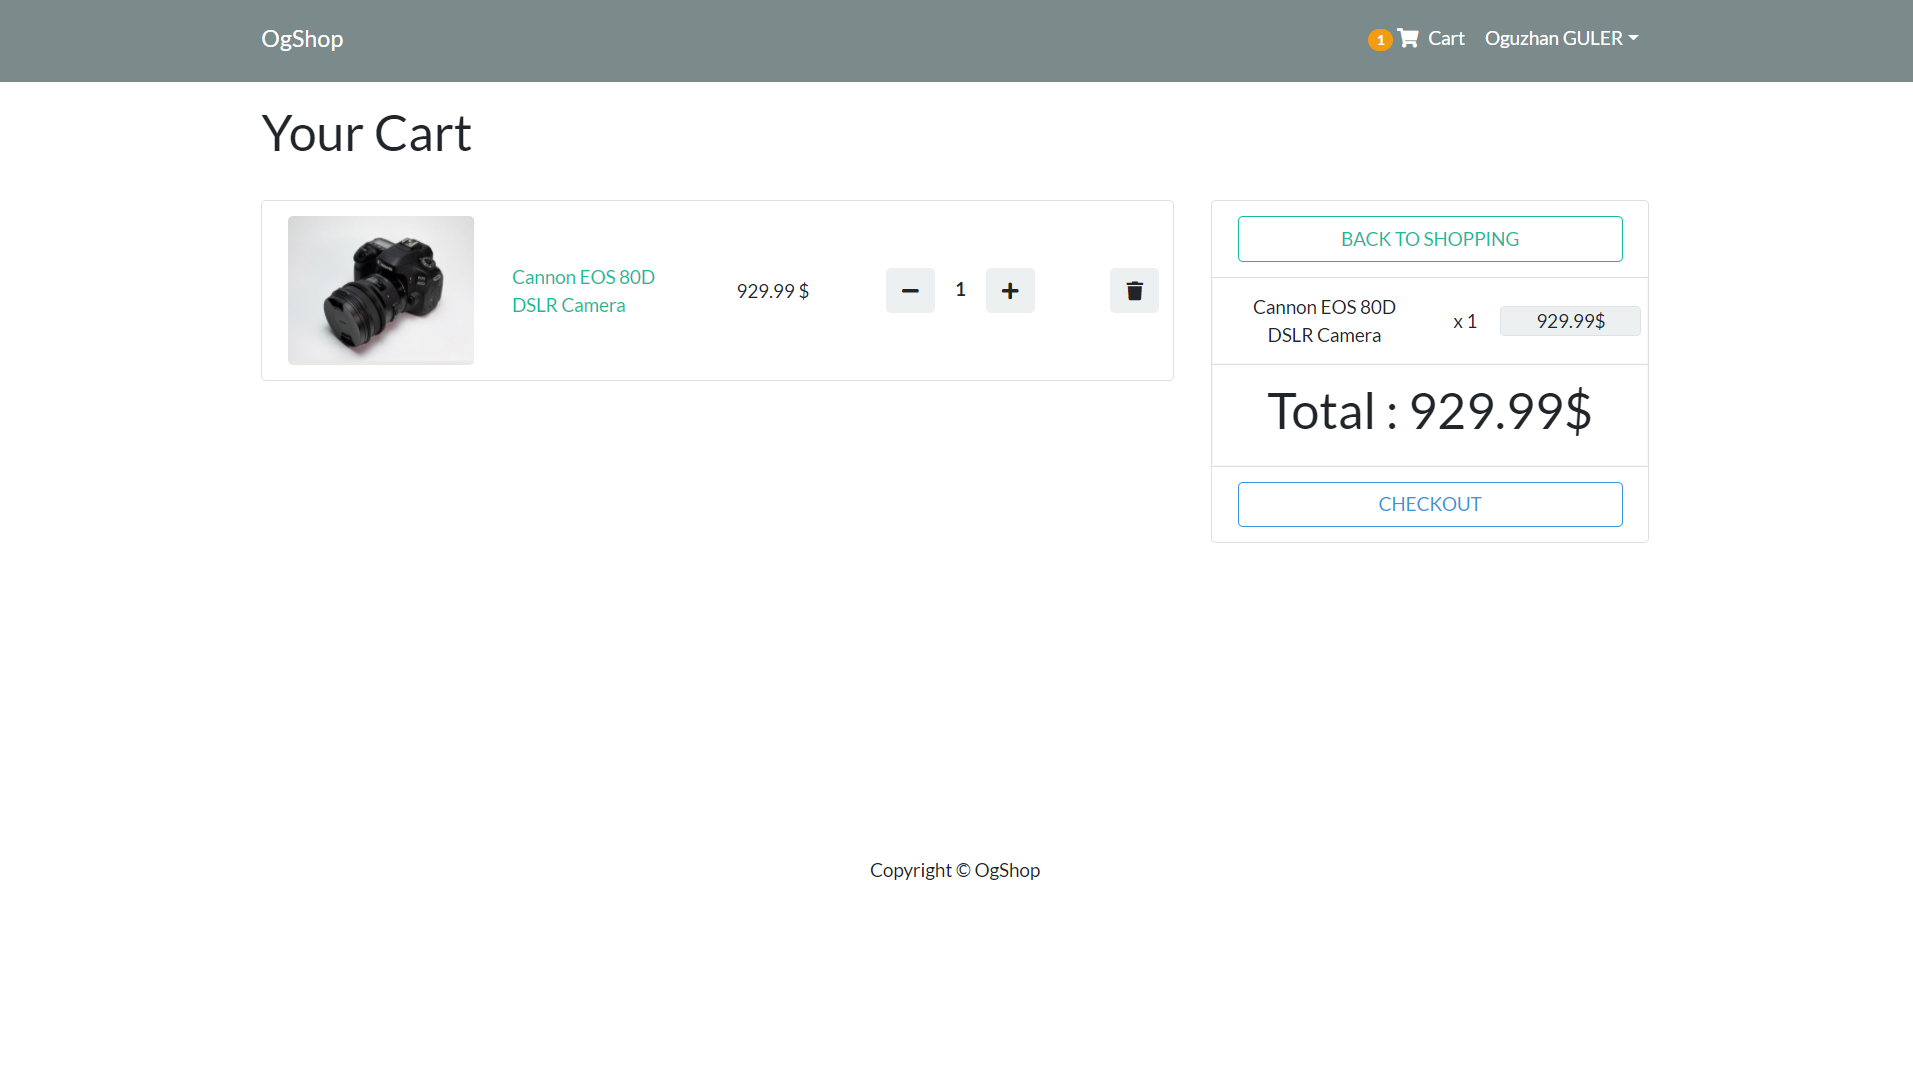 OgShop
1 Cart Oguzhan GULER
Your Cart
Cannon EOS 80D
DSLR Camera
929.99 $
1
BACK TO SHOPPING
Cannon EOS 80D
DSLR Camera
x 1
929.99$
Total : 929.99$
CHECKOUT
Copyright © OgShop